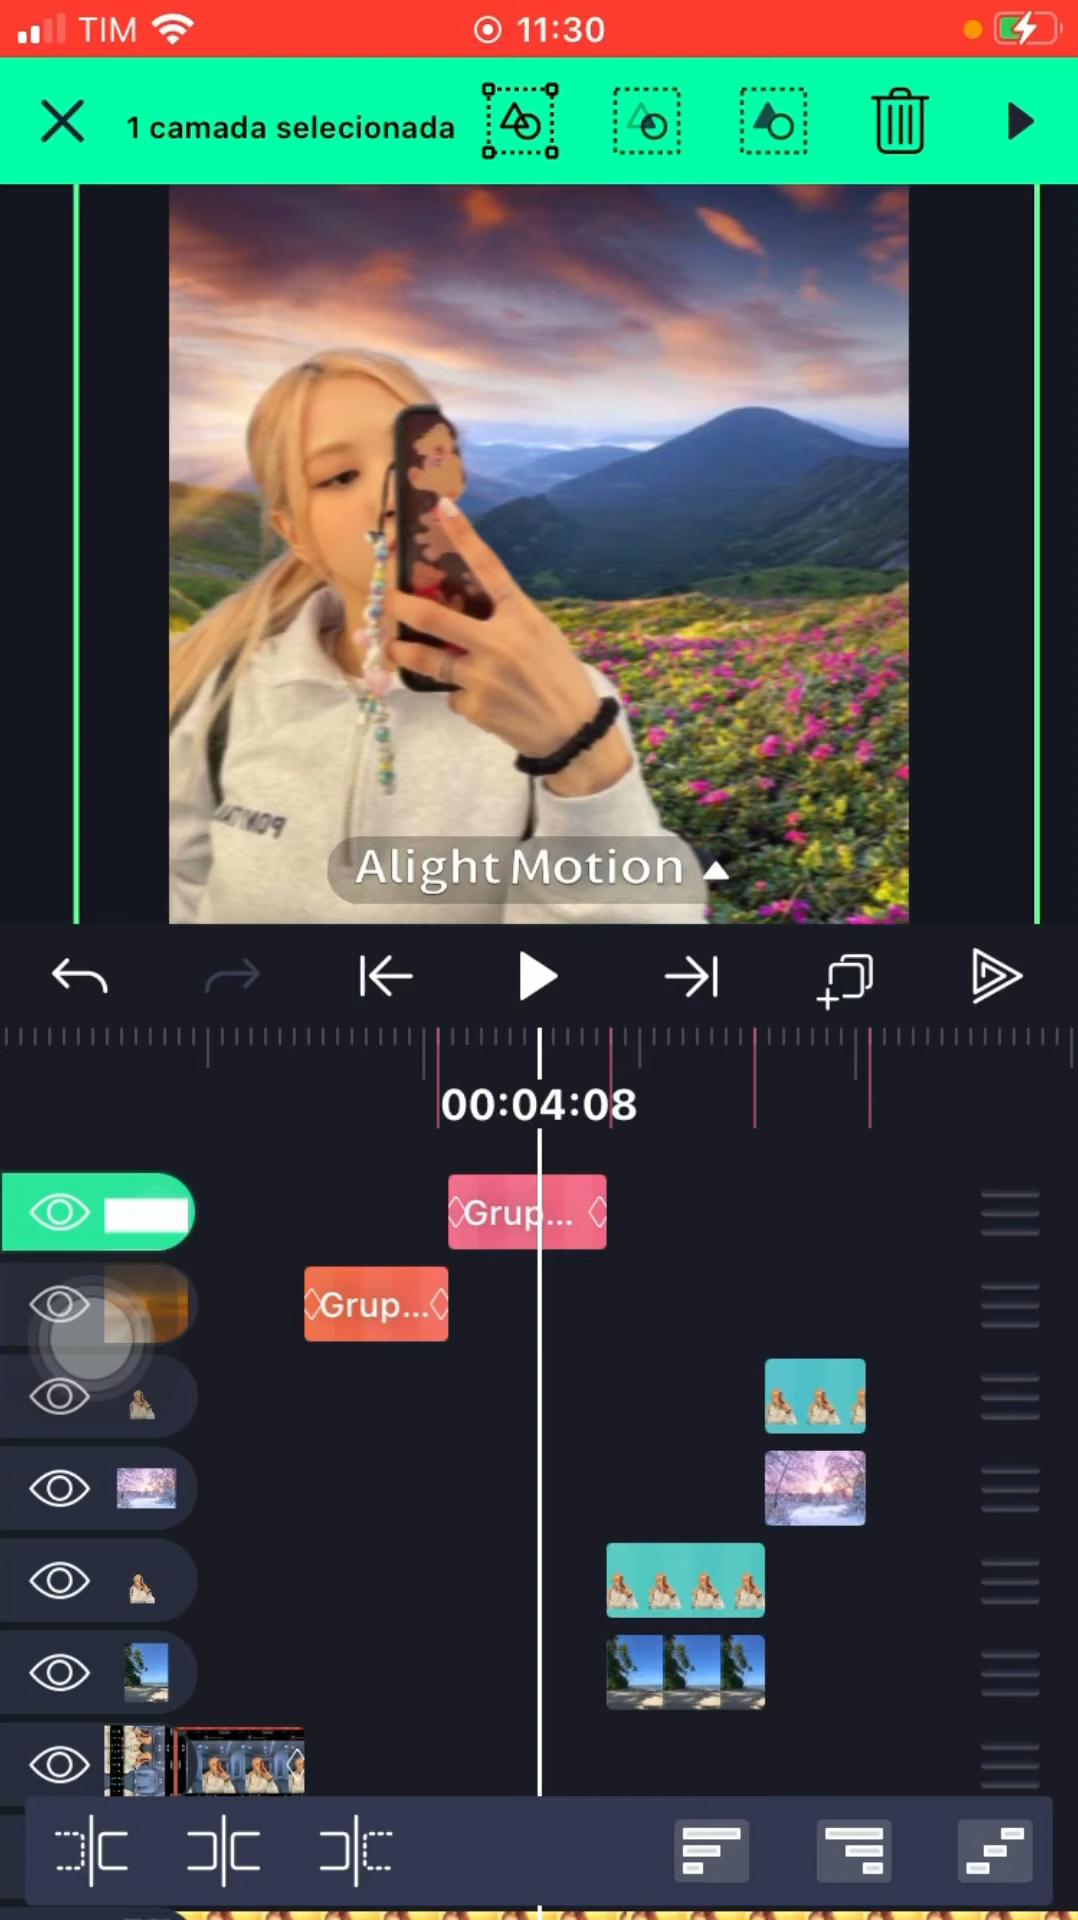 TIM
11:30
1 camada selecionada
Alight Motion
00:04:08
Grup...
Grup...